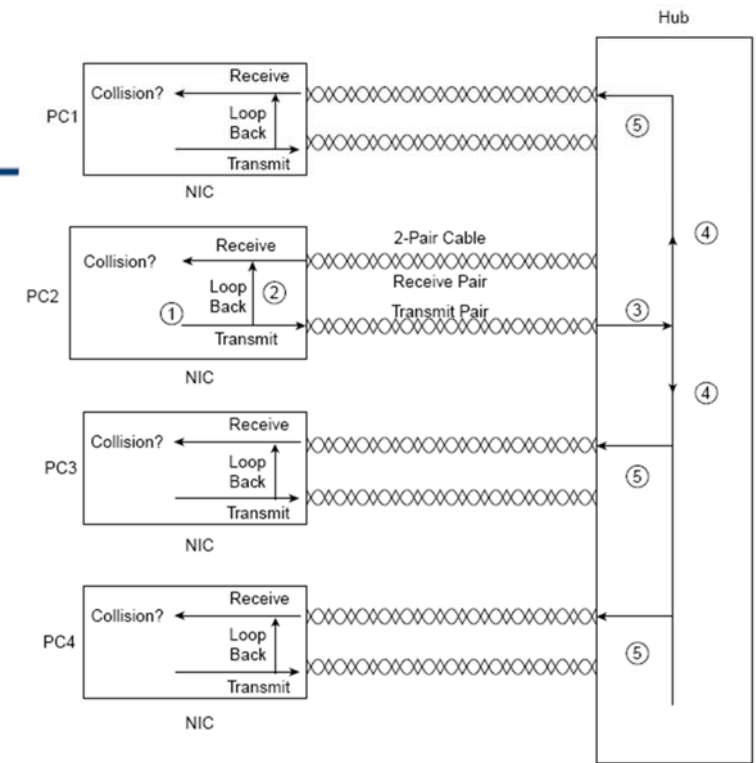 Hub
PC1
Collision?
Receive
Loop
Back
Transmit
NIC
⑤
④
PC2
Collision?
Receive
①
Loop
Back
②
Transmit
NIC
2-Pair Cable
Receive Pair
Transmit Pair
③
④
PC3
Collision?
Receive
Loop
Back
Transmit
NIC
⑤
PC4
Collision?
Receive
Loop
Back
Transmit
NIC
⑤